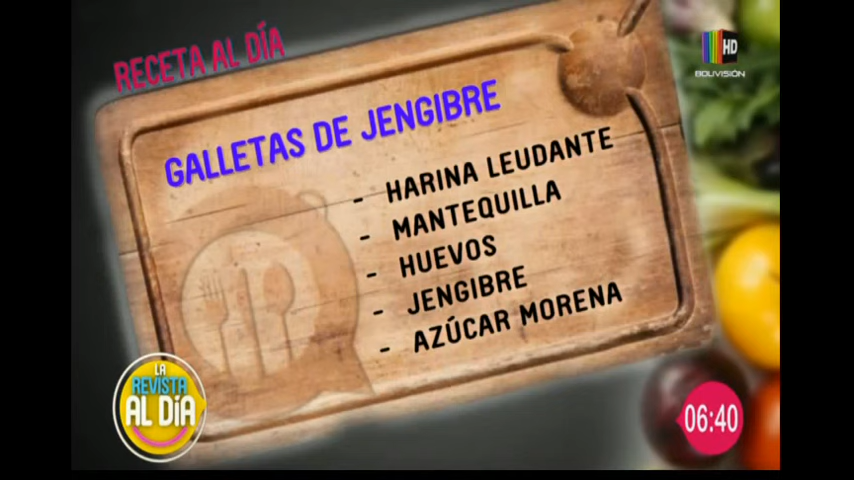 RECETA AL DÍA
HD
BOLIVISIÓN
GALLETAS DE JENGIBRE
- HARINA LEUDANTE
- MANTEQUILLA
- HUEVOS
- JENGIBRE
- AZÚCAR MORENA
LA
REVISTA
AL DÍA
06:40